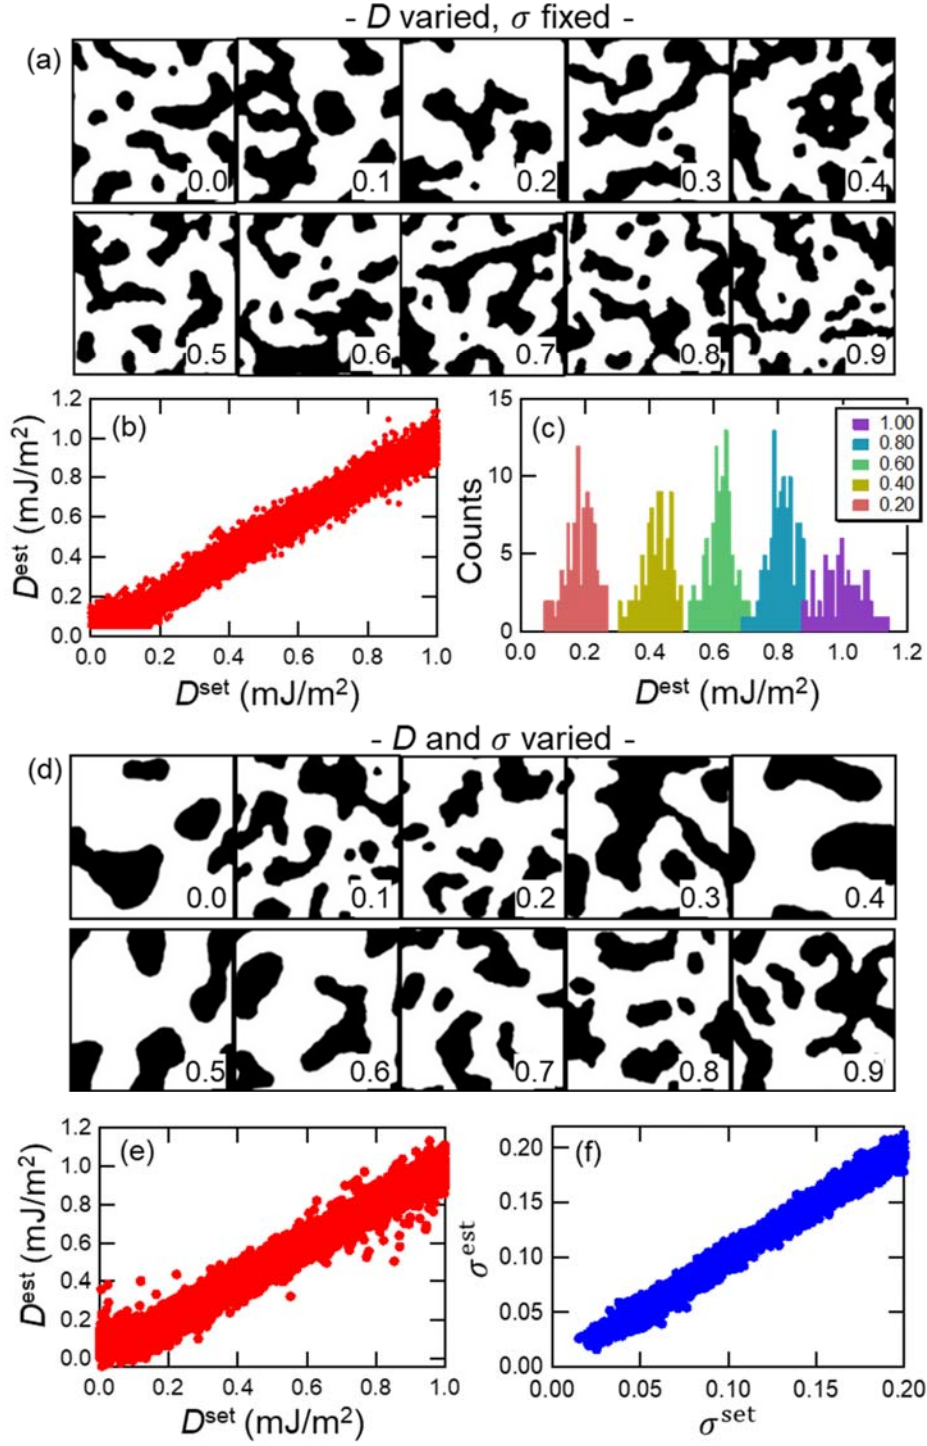 - D varied, σ fixed -
(a)
0.0 0.1 0.2 0.3 0.4
0.5 0.6 0.7 0.8 0.9
(b)
D^est (mJ/m²)
1.2
1.0
0.8
0.6
0.4
0.2
0.0
0.0 0.2 0.4 0.6 0.8 1.0
D^set (mJ/m²)
(c)
Counts
15
10
5
0
1.00
0.80
0.60
0.40
0.20
0.0 0.2 0.4 0.6 0.8 1.0 1.2
D^est (mJ/m²)
- D and σ varied -
(d)
0.0 0.1 0.2 0.3 0.4
0.5 0.6 0.7 0.8 0.9
(e)
D^est (mJ/m²)
1.2
1.0
0.8
0.6
0.4
0.2
0.0
0.0 0.2 0.4 0.6 0.8 1.0
D^set (mJ/m²)
(f)
σ^est
0.20
0.15
0.10
0.05
0.00
0.00 0.05 0.10 0.15 0.20
σ^set